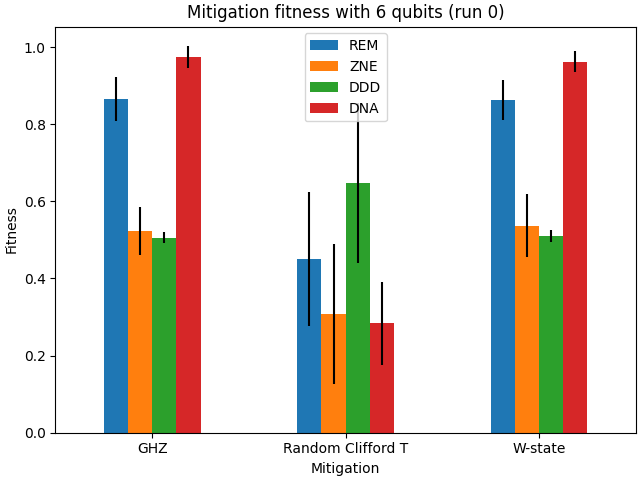 Mitigation fitness with 6 qubits (run 0)
REM
ZNE
DDD
DNA
Fitness
1.0
0.8
0.6
0.4
0.2
0.0
GHZ
Random Clifford T
W-state
Mitigation